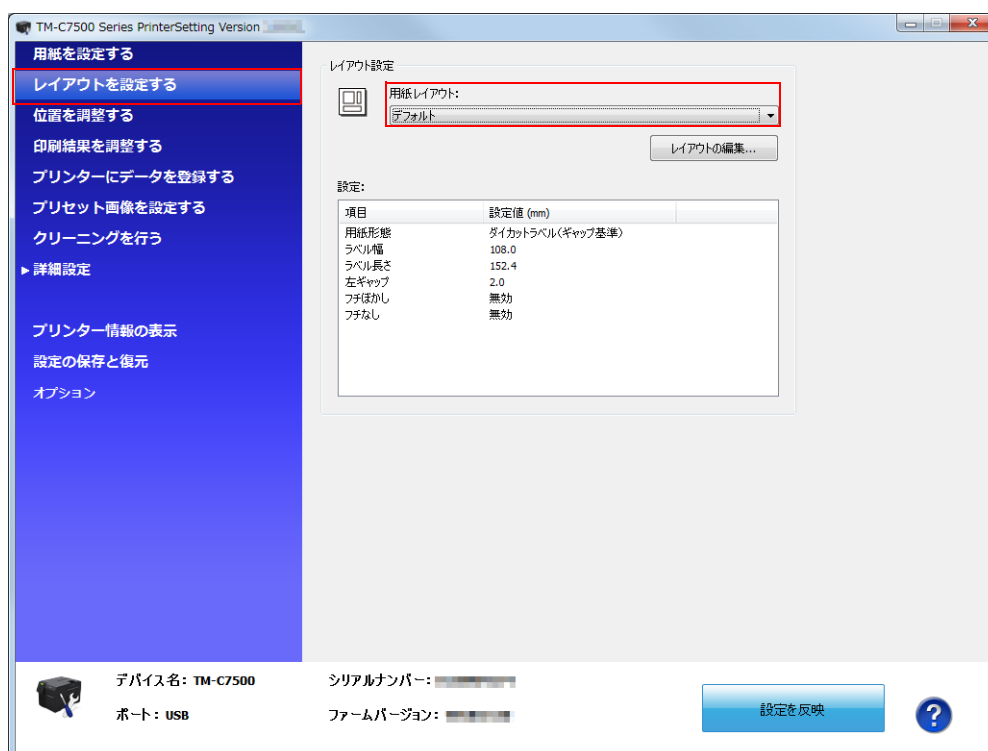 TM-C7500 Series PrinterSetting Version
用紙を設定する
レイアウトを設定する
位置を調整する
印刷結果を調整する
プリンターにデータを登録する
プリセット画像を設定する
クリーニングを行う
詳細設定
プリンター情報の表示
設定の保存と復元
オプション
レイアウト設定
用紙レイアウト:
デフォルト
レイアウトの編集...
設定:
項目 設定値 (mm)
用紙形態 ダイカットラベル(ギャップ基準)
ラベル幅 108.0
ラベル長さ 152.4
左ギャップ 2.0
フチぼかし 無効
フチなし 無効
デバイス名: TM-C7500
ポート: USB
シリアルナンバー:
ファームバージョン:
設定を反映
?